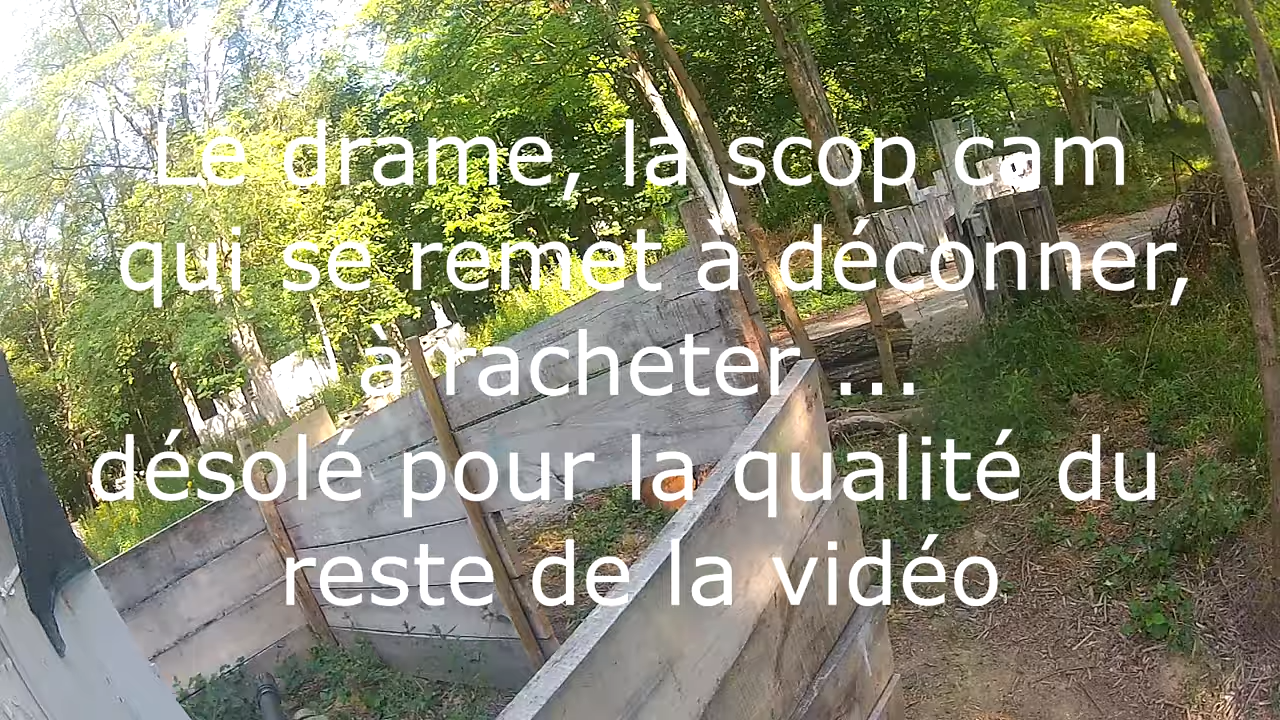 Le drame, la scop cam
qui se remet à déconner,
à racheter ...
désolé pour la qualité du
reste de la vidéo